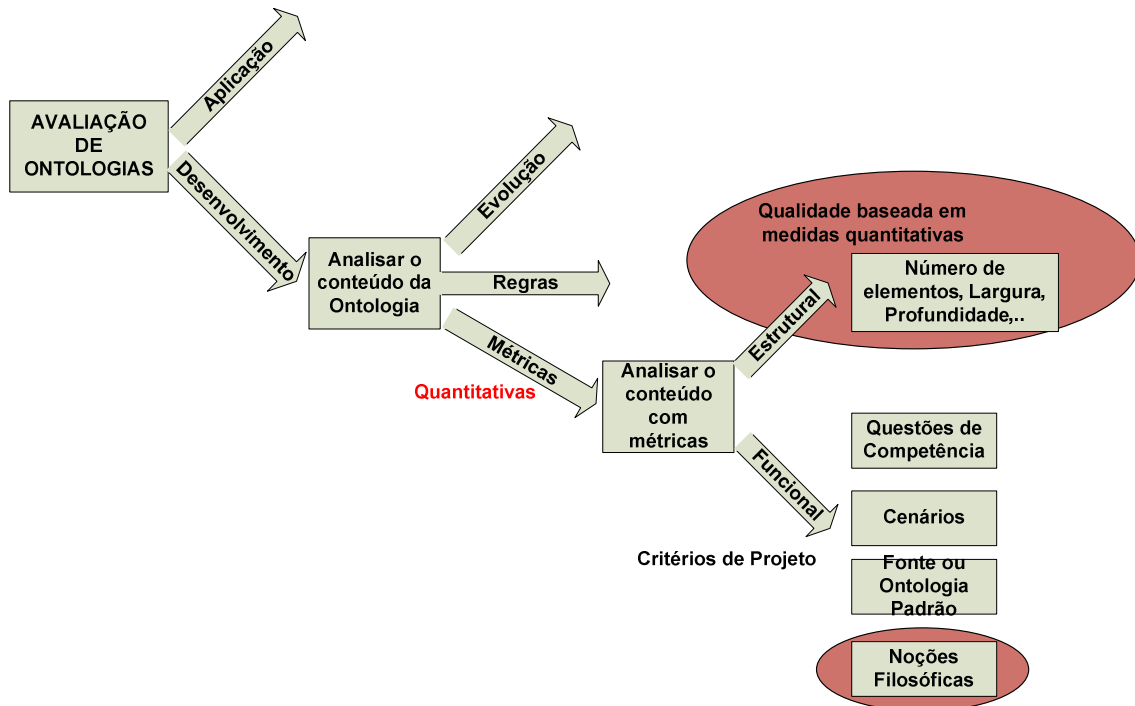 Aplicação
AVALIAÇÃO
DE
ONTOLOGIAS
Desenvolvimento
Evolução
Analisar o
conteúdo da
Ontologia
Regras
Métricas
Quantitativas
Qualidade baseada em
medidas quantitativas
Número de
elementos, Largura,
Profundidade,..
Estrutural
Analisar o
conteúdo
com
métricas
Funcional
Critérios de Projeto
Questões de
Competência
Cenários
Fonte ou
Ontologia
Padrão
Noções
Filosóficas